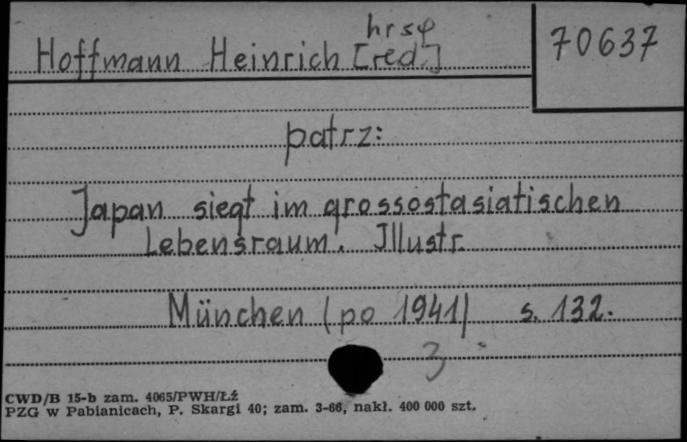 hrsg
Hoffmann Heinrich [red.]
70637
patrz:
Japan siegt im grossostasiatischen
Lebensraum. Illustr.
München (po 1941) s. 132.
3
CWD/B 15-b zam. 4065/PWH/Łź
PZG w Pabianicach, P. Skargi 40; zam. 3-66, nakł. 400 000 szt.